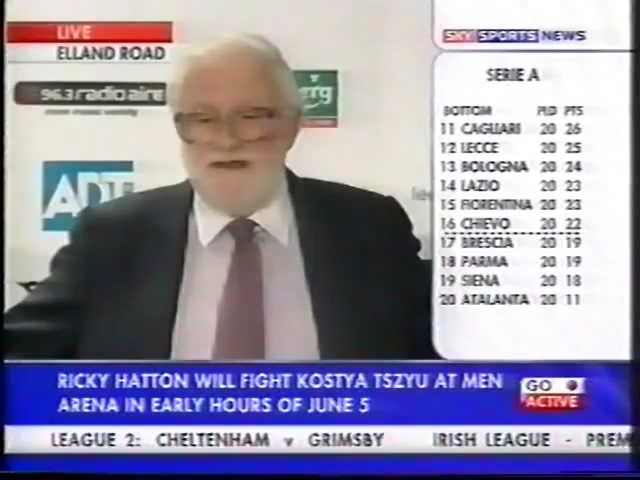 LIVE
ELLAND ROAD
SKY SPORTS NEWS
96.3 radio aire
ADT
SERIE A
BOTTOM PLD PTS
11 CAGLIARI 20 26
12 LECCE 20 25
13 BOLOGNA 20 24
14 LAZIO 20 23
15 FIORENTINA 20 23
16 CHIEVO 20 22
17 BRESCIA 20 19
18 PARMA 20 19
19 SIENA 20 18
20 ATALANTA 20 11
RICKY HATTON WILL FIGHT KOSTYA TSZYU AT MEN
ARENA IN EARLY HOURS OF JUNE 5
GO
ACTIVE
LEAGUE 2: CHELTENHAM v GRIMSBY IRISH LEAGUE - PREM